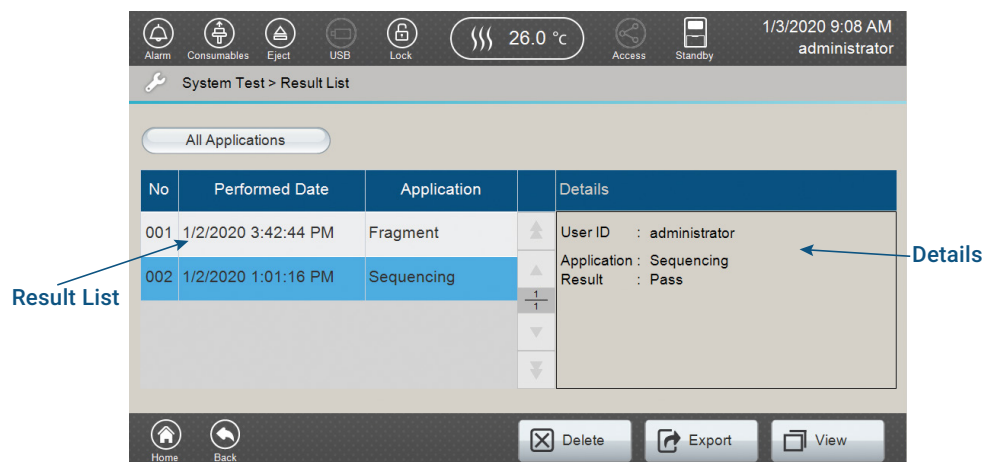 1/3/2020 9:08 AM
26.0 °c
administrator
Alarm Consumables Eject USB Lock Access Standby
System Test > Result List
All Applications
No Performed Date Application Details
001 1/2/2020 3:42:44 PM Fragment
User ID : administrator
Details
Application : Sequencing
002 1/2/2020 1:01:16 PM Sequencing
Result : Pass
Result List
1
1
Delete Export View
Home Back